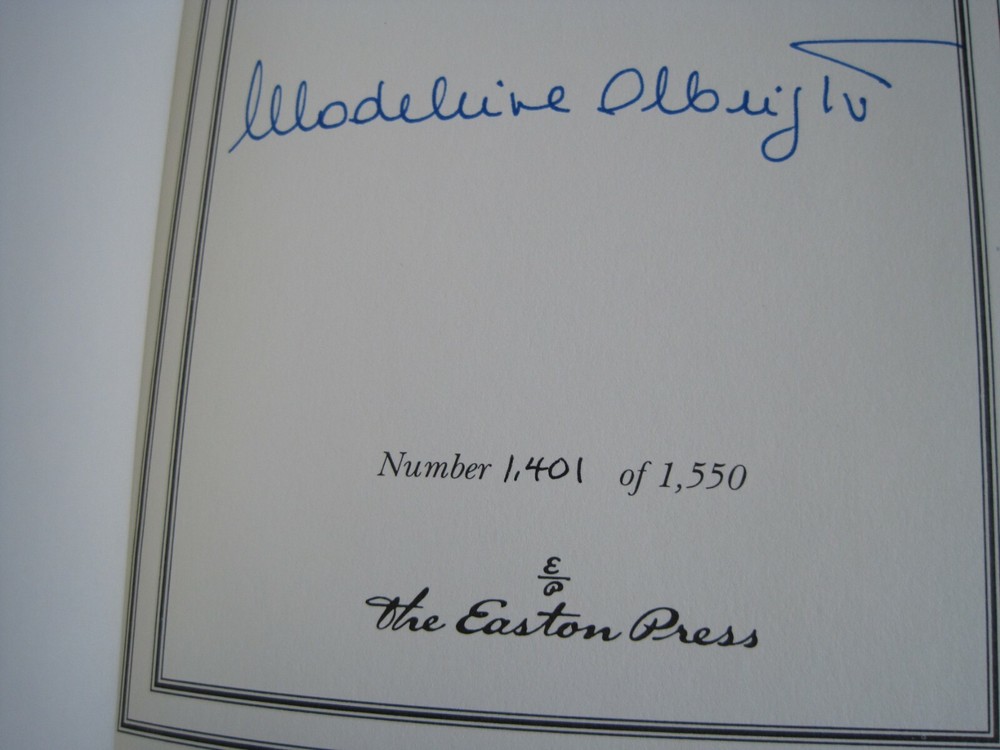 Madeleine Albright
Number 1,401 of 1,550
E
P
The Easton Press